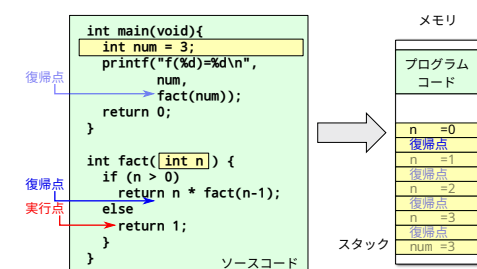 int main(void){
int num = 3;
printf("f(%d)=%d\n",
num,
復帰点
fact(num));
return 0;
}
int fact( int n ) {
if (n > 0)
復帰点
return n * fact(n-1);
実行点
else
return 1;
}
}
ソースコード
メモリ
プログラム
コード
n =0
復帰点
n =1
復帰点
n =2
復帰点
n =3
復帰点
スタック
num =3